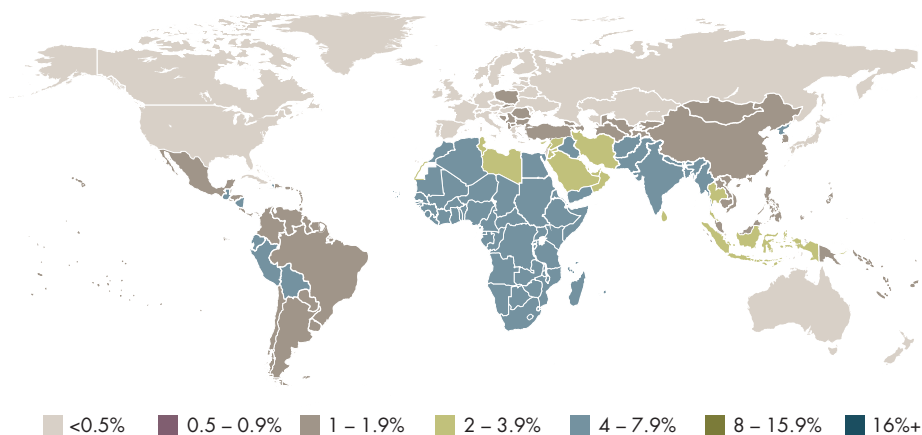 <0.5% 0.5 – 0.9% 1 – 1.9% 2 – 3.9% 4 – 7.9% 8 – 15.9% 16%+